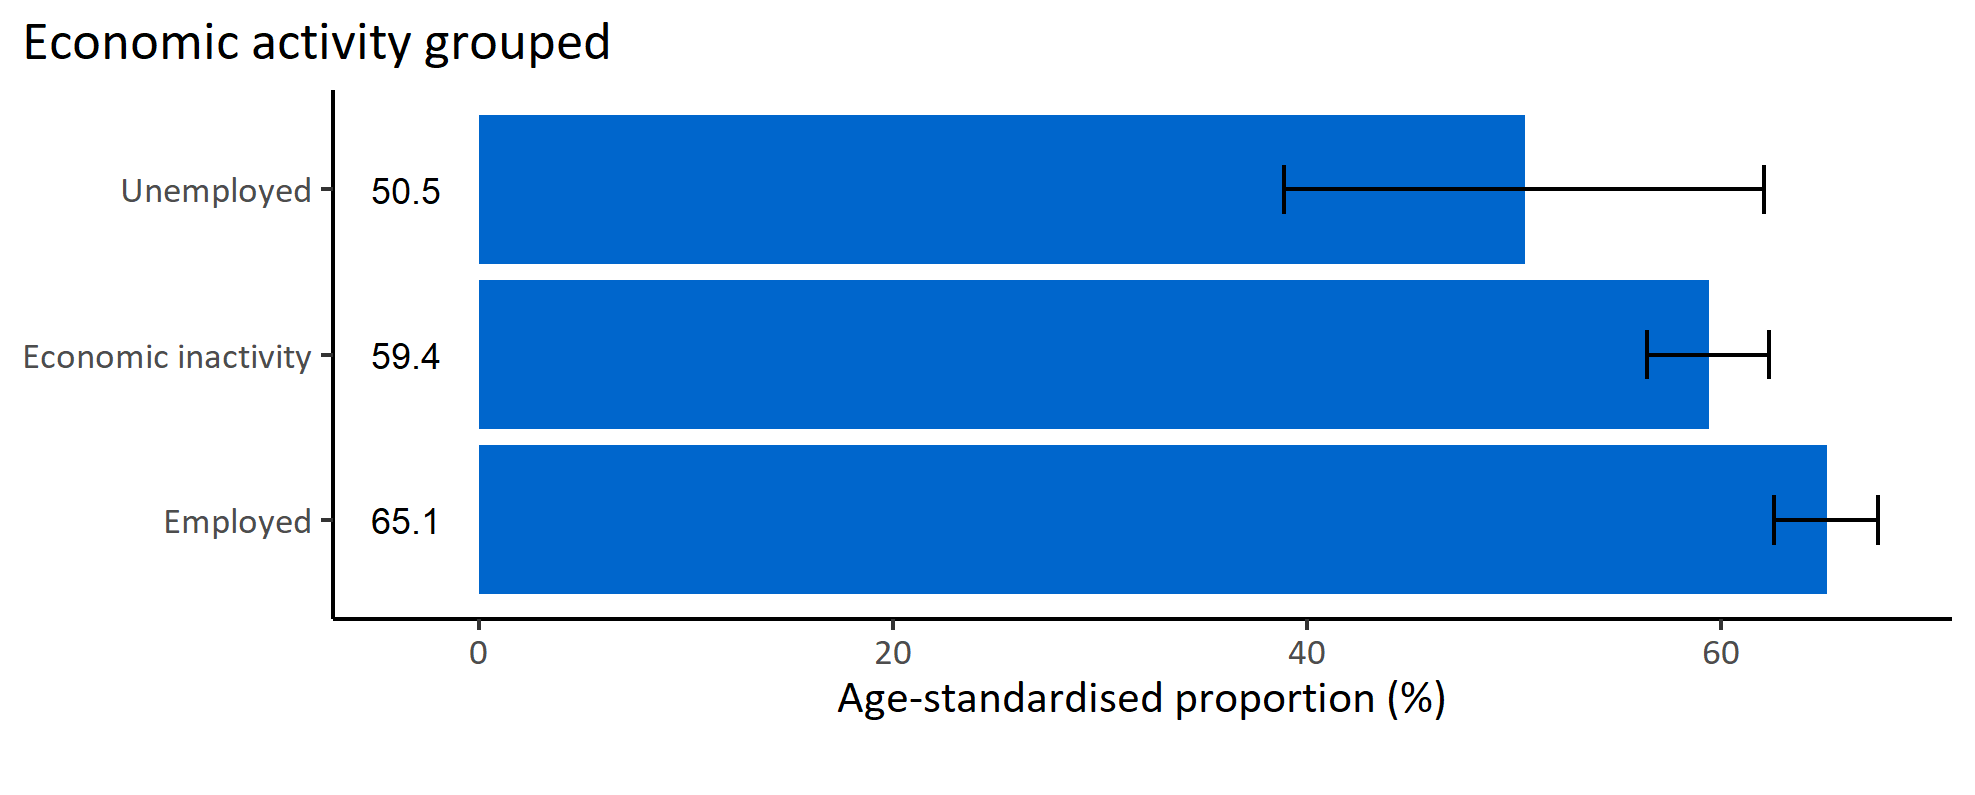 Economic activity grouped
Unemployed 50.5
Economic inactivity 59.4
Employed 65.1
0 20 40 60
Age-standardised proportion (%)